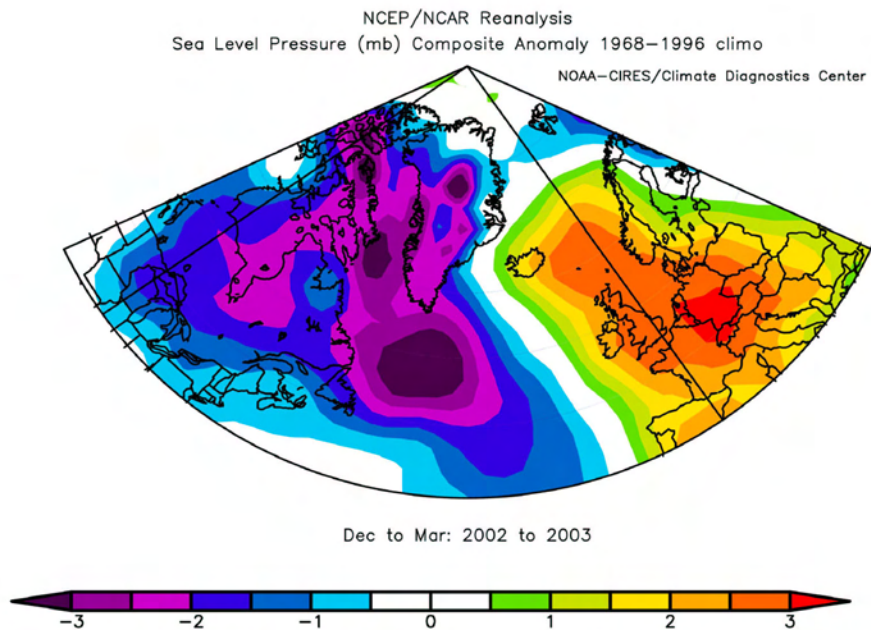 NCEP/NCAR Reanalysis
Sea Level Pressure (mb) Composite Anomaly 1968−1996 climo
NOAA−CIRES/Climate Diagnostics Center
Dec to Mar: 2002 to 2003
−3 −2 −1 0 1 2 3